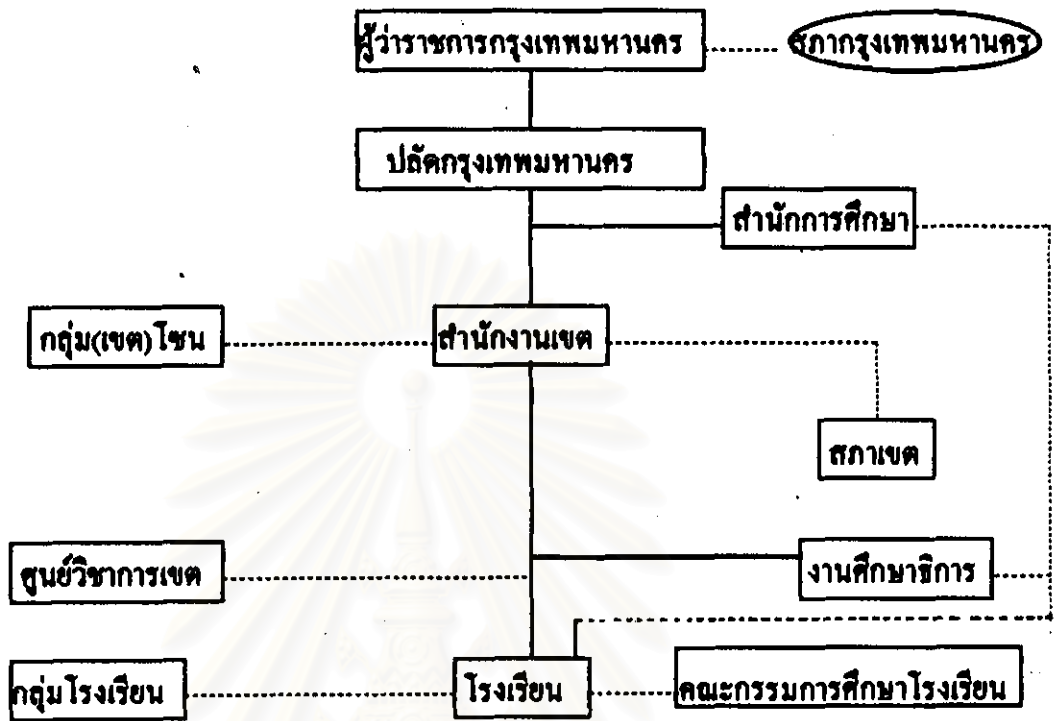 ผู้ว่าราชการกรุงเทพมหานคร
สภากรุงเทพมหานคร
ปลัดกรุงเทพมหานคร
สำนักการศึกษา
กลุ่ม(เขต)โซน
สำนักงานเขต
สภาเขต
ศูนย์วิชาการเขต
งานศึกษาธิการ
กลุ่มโรงเรียน
โรงเรียน
คณะกรรมการศึกษาโรงเรียน